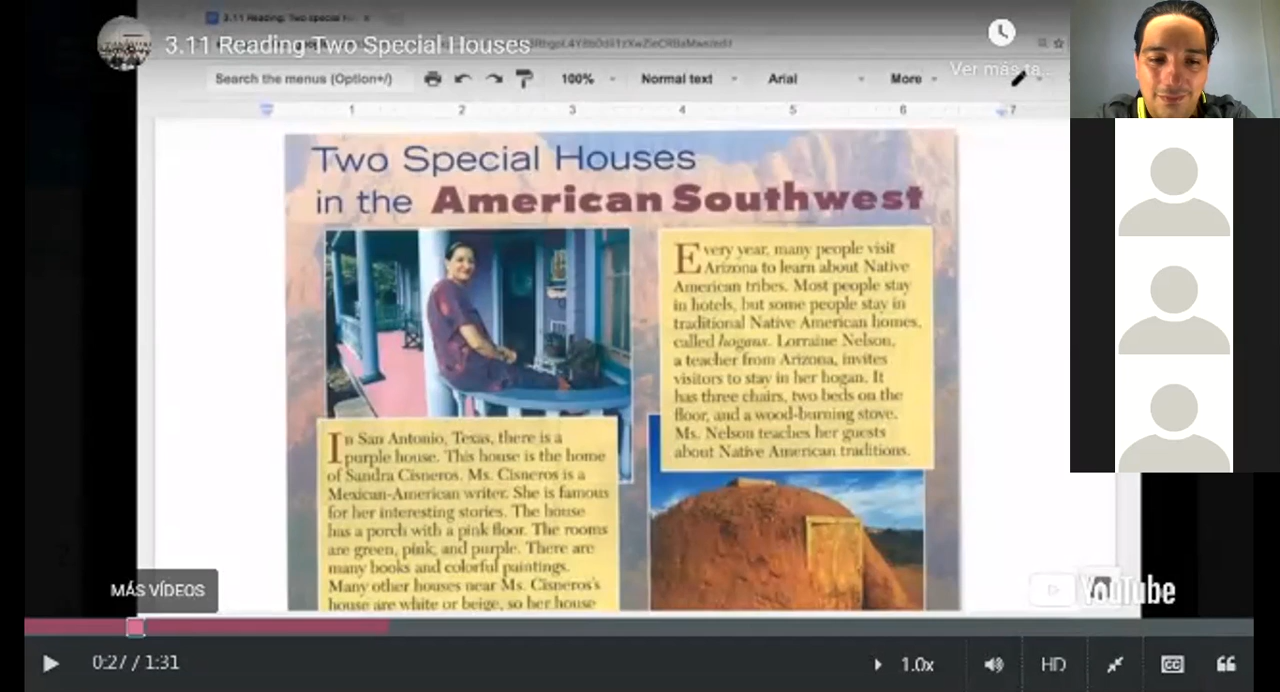 3.11 Reading: Two special
3.11 Reading Two Special Houses
Search the menus (Option+/)
100%
Normal text
Arial
More
Ver más ta...
1 2 3 4 5 6 7
Two Special Houses
in the American Southwest
Every year, many people visit
Arizona to learn about Native
American tribes. Most people stay
in hotels, but some people stay in
traditional Native American homes,
called hogans. Lorraine Nelson,
a teacher from Arizona, invites
visitors to stay in her hogan. It
has three chairs, two beds on the
floor, and a wood-burning stove.
Ms. Nelson teaches her guests
about Native American traditions.
In San Antonio, Texas, there is a
purple house. This house is the home
of Sandra Cisneros. Ms. Cisneros is a
Mexican-American writer. She is famous
for her interesting stories. The house
has a porch with a pink floor. The rooms
are green, pink, and purple. There are
many books and colorful paintings.
Many other houses near Ms. Cisneros's
house are white or beige, so her house
MÁS VÍDEOS
YouTube
0:27 / 1:31
1.0x
HD
CC